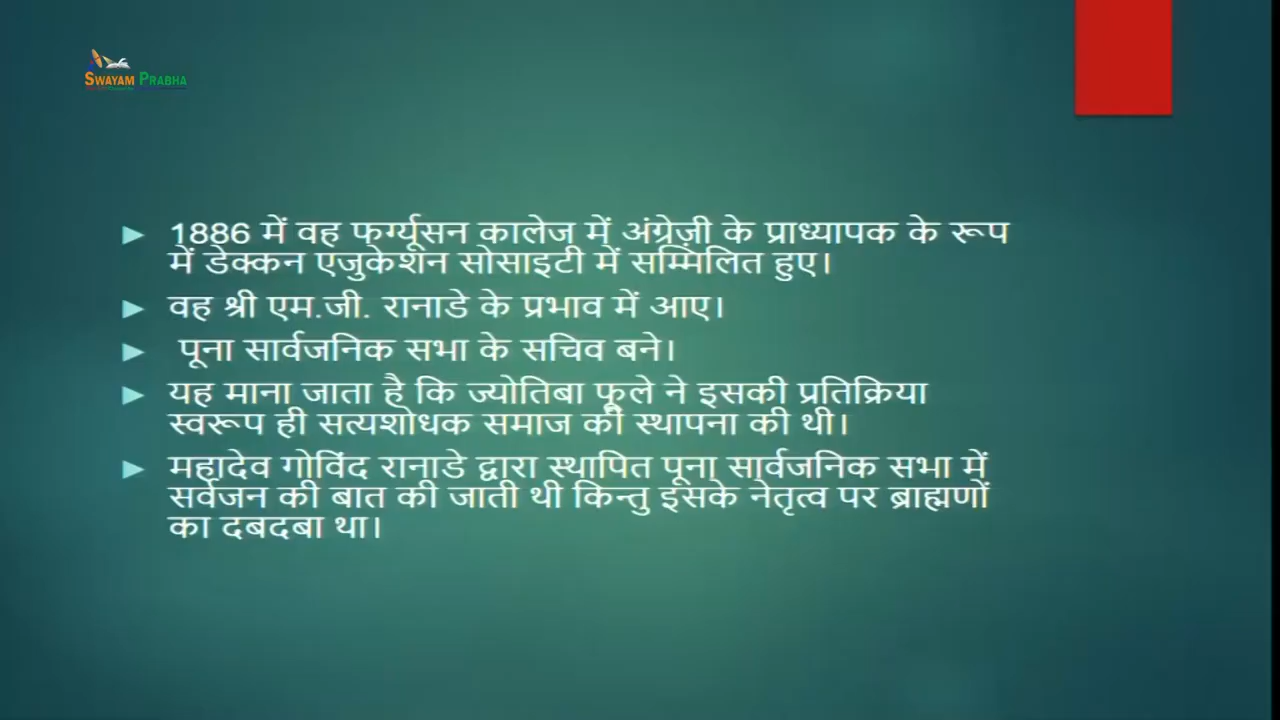 SWAYAM PRABHA
1886 में वह फर्ग्यूसन कालेज में अंग्रेज़ी के प्राध्यापक के रूप
में डेक्कन एजुकेशन सोसाइटी में सम्मिलित हुए।
वह श्री एम.जी. रानाडे के प्रभाव में आए।
पूना सार्वजनिक सभा के सचिव बने।
यह माना जाता है कि ज्योतिबा फूले ने इसकी प्रतिक्रिया
स्वरूप ही सत्यशोधक समाज की स्थापना की थी।
महादेव गोविंद रानाडे द्वारा स्थापित पूना सार्वजनिक सभा में
सर्वजन की बात की जाती थी किन्तु इसके नेतृत्व पर ब्राह्मणों
का दबदबा था।